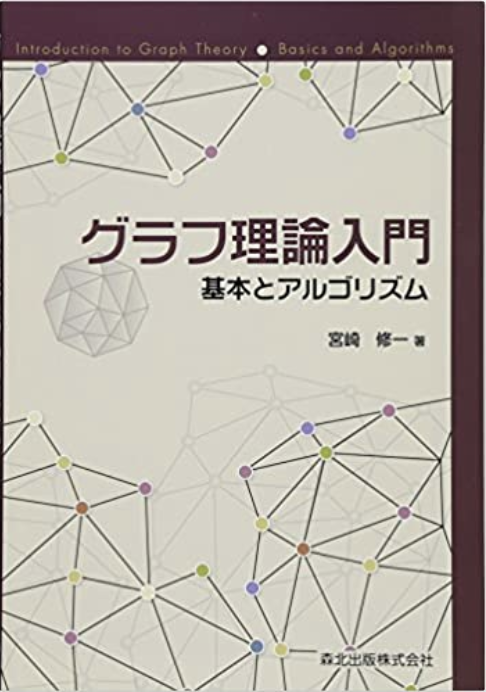 Introduction to Graph Theory ● Basics and Algorithms
グラフ理論入門
基本とアルゴリズム
宮崎 修一 著
森北出版株式会社